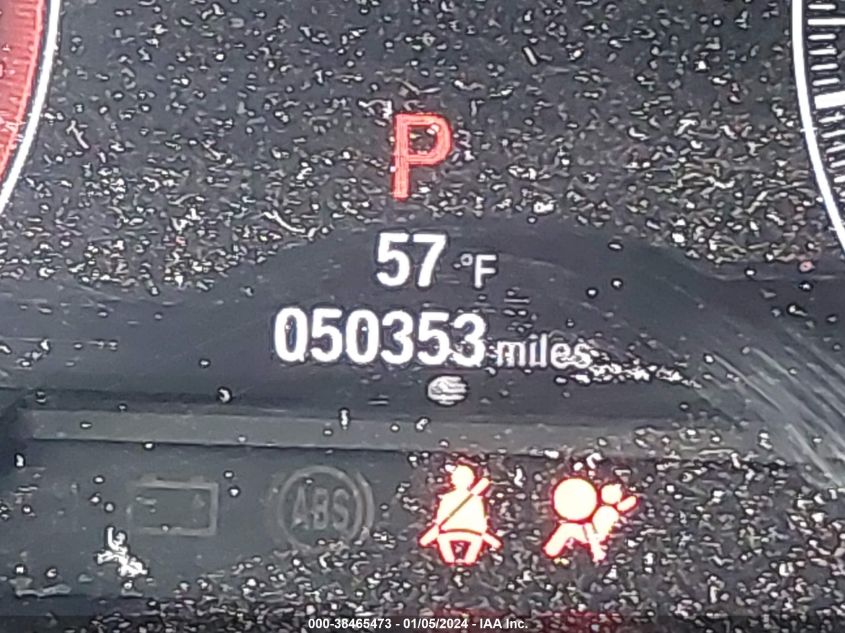 P
57 °F
050353 miles
ABS
000-38465473 - 01/05/2024 - IAA Inc.